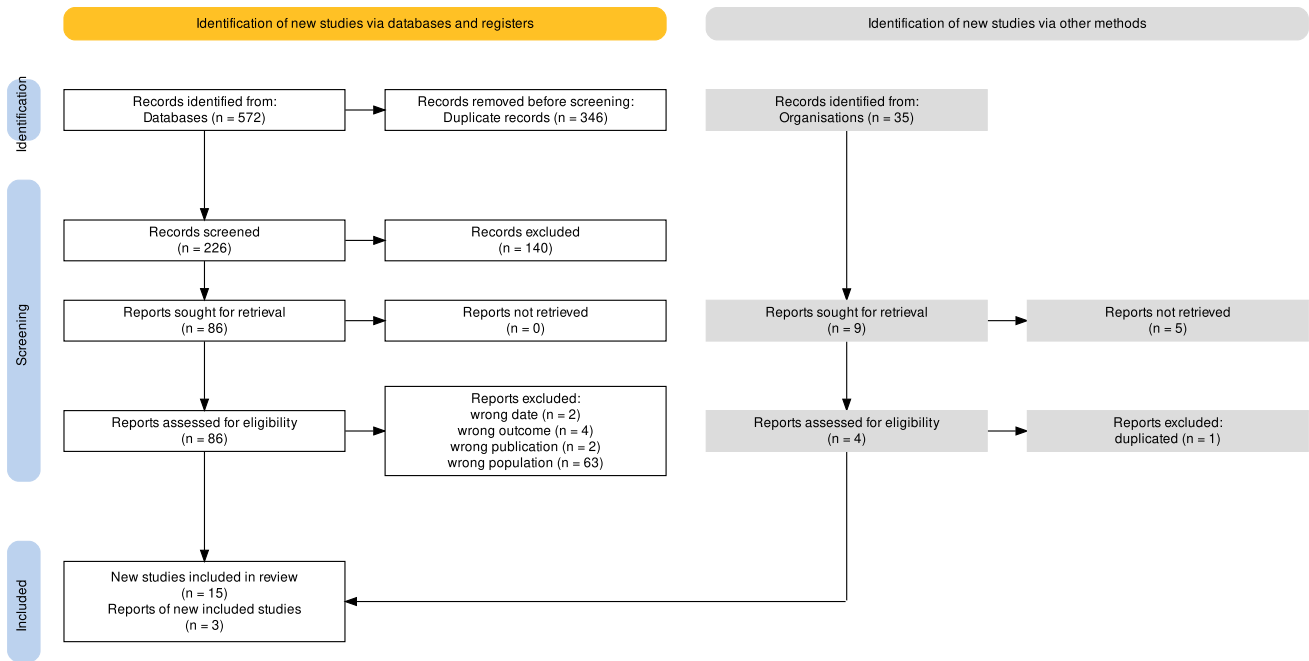 Identification of new studies via databases and registers
Identification of new studies via other methods
Identification
Records identified from:
Databases (n = 572)
Records removed before screening:
Duplicate records (n = 346)
Records identified from:
Organisations (n = 35)
Screening
Records screened
(n = 226)
Records excluded
(n = 140)
Reports sought for retrieval
(n = 86)
Reports not retrieved
(n = 0)
Reports sought for retrieval
(n = 9)
Reports not retrieved
(n = 5)
Reports assessed for eligibility
(n = 86)
Reports excluded:
wrong date (n = 2)
wrong outcome (n = 4)
wrong publication (n = 2)
wrong population (n = 63)
Reports assessed for eligibility
(n = 4)
Reports excluded:
duplicated (n = 1)
Included
New studies included in review
(n = 15)
Reports of new included studies
(n = 3)